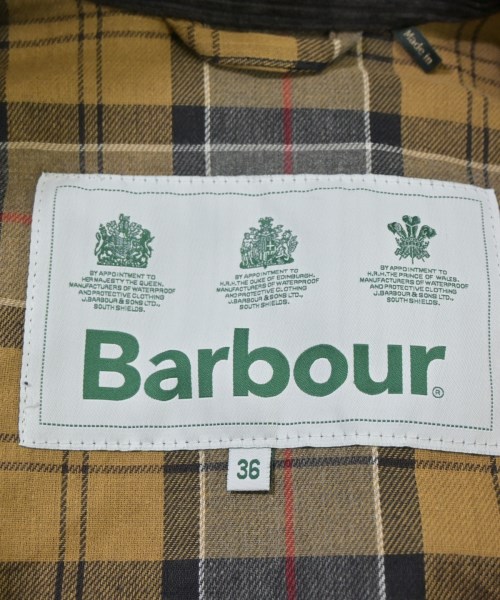 Made in
BY APPOINTMENT TO
HER MAJESTY THE QUEEN,
MANUFACTURERS OF WATERPROOF
AND PROTECTIVE CLOTHING
J. BARBOUR & SONS LTD.,
SOUTH SHIELDS.
BY APPOINTMENT TO
H.R.H. THE DUKE OF EDINBURGH,
MANUFACTURERS OF WATERPROOF
AND PROTECTIVE CLOTHING
J. BARBOUR & SONS LTD.,
SOUTH SHIELDS.
BY APPOINTMENT TO
H.R.H. THE PRINCE OF WALES,
MANUFACTURERS OF WATERPROOF
AND PROTECTIVE CLOTHING
J. BARBOUR & SONS LTD.,
SOUTH SHIELDS.
Barbour®
36